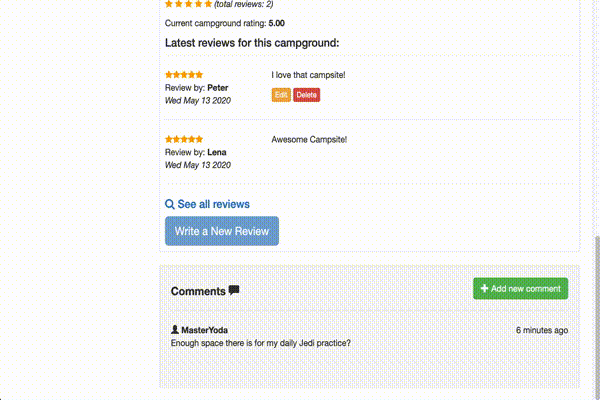 (total reviews: 2)
Current campground rating: 5.00
Latest reviews for this campground:
I love that campsite!
Review by: Peter
Edit Delete
Wed May 13 2020
Awesome Campsite!
Review by: Lena
Wed May 13 2020
See all reviews
Write a New Review
Comments
Add new comment
MasterYoda 6 minutes ago
Enough space there is for my daily Jedi practice?